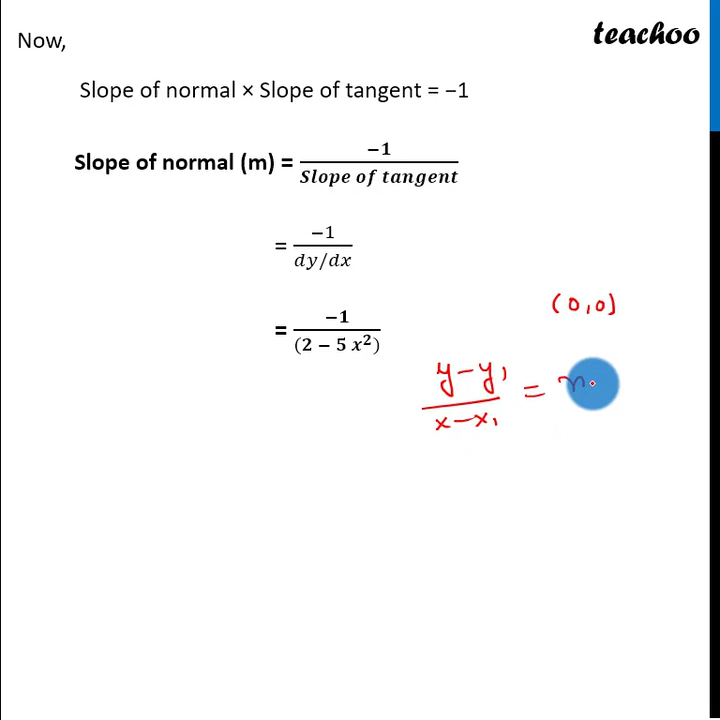 teachoo
Now,
Slope of normal × Slope of tangent = −1
Slope of normal (m) = −1 / Slope of tangent
= −1 / dy/dx
= −1 / (2 − 5 x²)
(0,0)
y−y₁ / x−x₁ = m